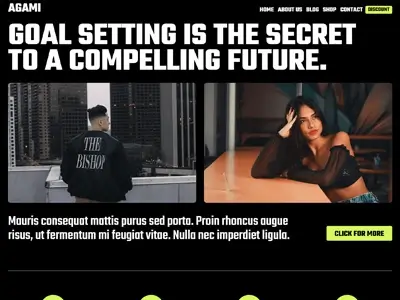 AGAMI
HOME ABOUT US BLOG SHOP CONTACT DISCOUNT
GOAL SETTING IS THE SECRET
TO A COMPELLING FUTURE.
THE
BISHOP
Mauris consequat mattis purus sed porta. Proin rhoncus augue
risus, ut fermentum mi feugiat vitae. Nulla nec imperdiet ligula.
CLICK FOR MORE